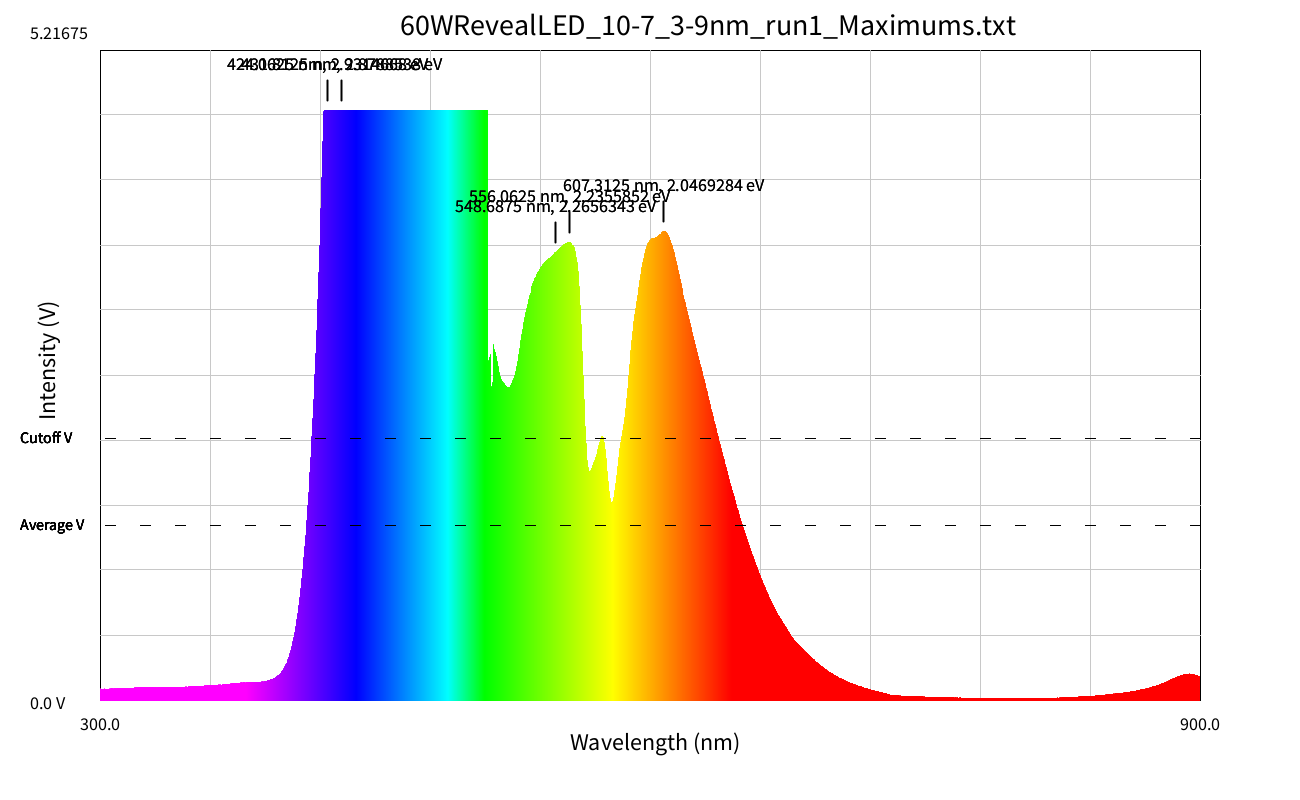 60WRevealLED_10-7_3-9nm_run1_Maximums.txt
5.21675
607.3125 nm, 2.0469284 eV
556.0625 nm, 2.2355852 eV
548.6875 nm, 2.2656343 eV
Intensity (V)
Cutoff V
Average V
0.0 V
300.0
900.0
Wavelength (nm)